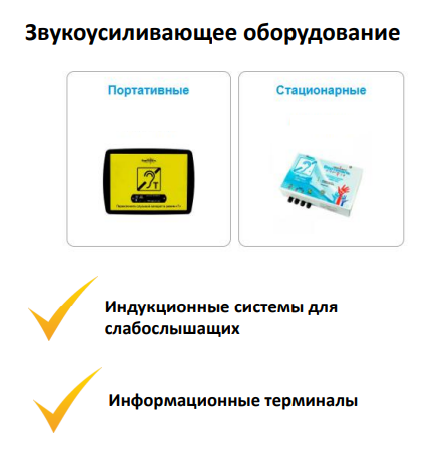 Звукоусиливающее оборудование
Портативные
Стационарные
T
Индукционные системы для
слабослышащих
Информационные терминалы